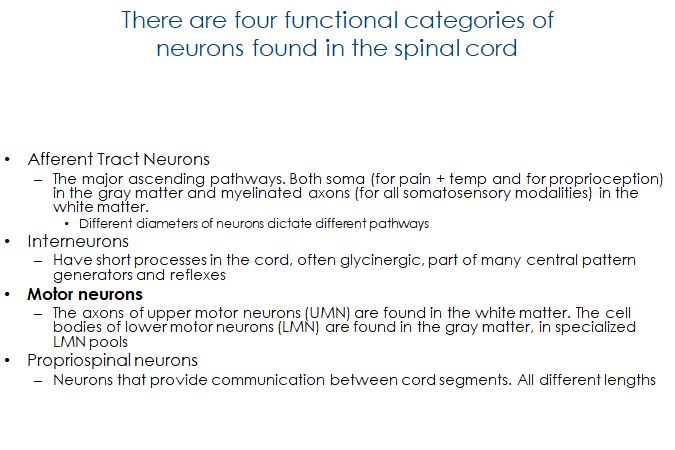 There are four functional categories of
neurons found in the spinal cord
• Afferent Tract Neurons
– The major ascending pathways. Both soma (for pain + temp and for proprioception)
in the gray matter and myelinated axons (for all somatosensory modalities) in the
white matter.
• Different diameters of neurons dictate different pathways
• Interneurons
– Have short processes in the cord, often glycinergic, part of many central pattern
generators and reflexes
• Motor neurons
– The axons of upper motor neurons (UMN) are found in the white matter. The cell
bodies of lower motor neurons (LMN) are found in the gray matter, in specialized
LMN pools
• Propriospinal neurons
– Neurons that provide communication between cord segments. All different lengths